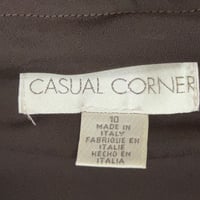 CASUAL CORNER
10
MADE IN
ITALY
FABRIQUE EN
ITALIE
HECHO EN
ITALIA